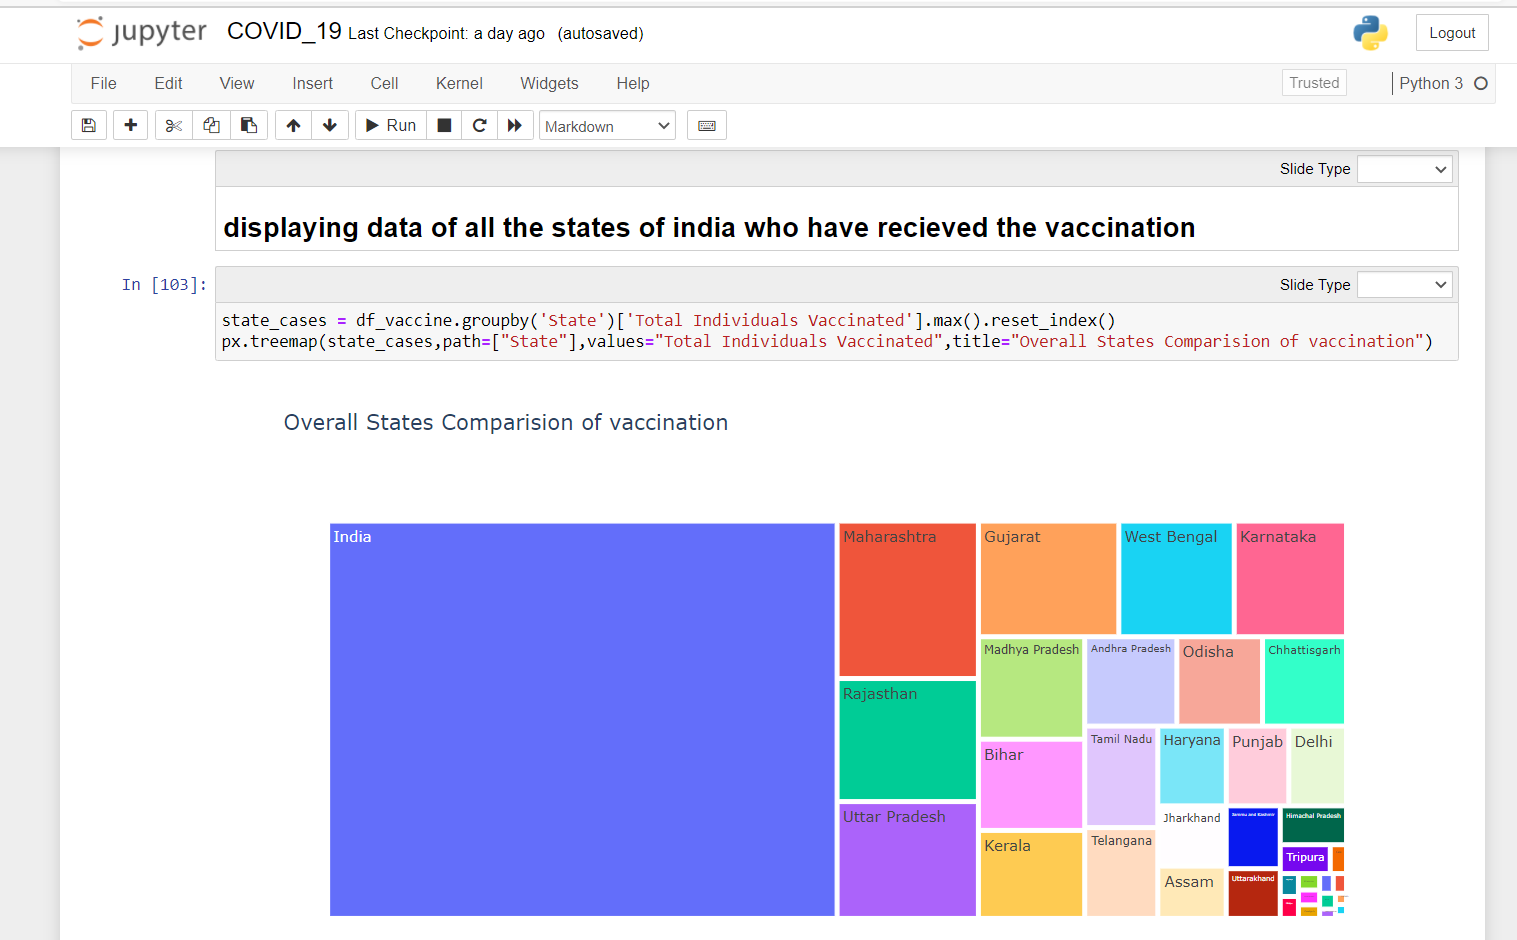 jupyter COVID_19 Last Checkpoint: a day ago (autosaved)
Logout
File Edit View Insert Cell Kernel Widgets Help
Trusted
Python 3
Run
Markdown
Slide Type
displaying data of all the states of india who have recieved the vaccination
In [103]:
Slide Type
state_cases = df_vaccine.groupby('State')['Total Individuals Vaccinated'].max().reset_index()
px.treemap(state_cases,path=["State"],values="Total Individuals Vaccinated",title="Overall States Comparision of vaccination")
Overall States Comparision of vaccination
India
Maharashtra
Gujarat
West Bengal
Karnataka
Madhya Pradesh
Andhra Pradesh
Odisha
Chhattisgarh
Rajasthan
Tamil Nadu
Haryana
Punjab
Delhi
Bihar
Uttar Pradesh
Jharkhand
Jammu and Kashmir
Himachal Pradesh
Kerala
Telangana
Tripura
Assam
Uttarakhand